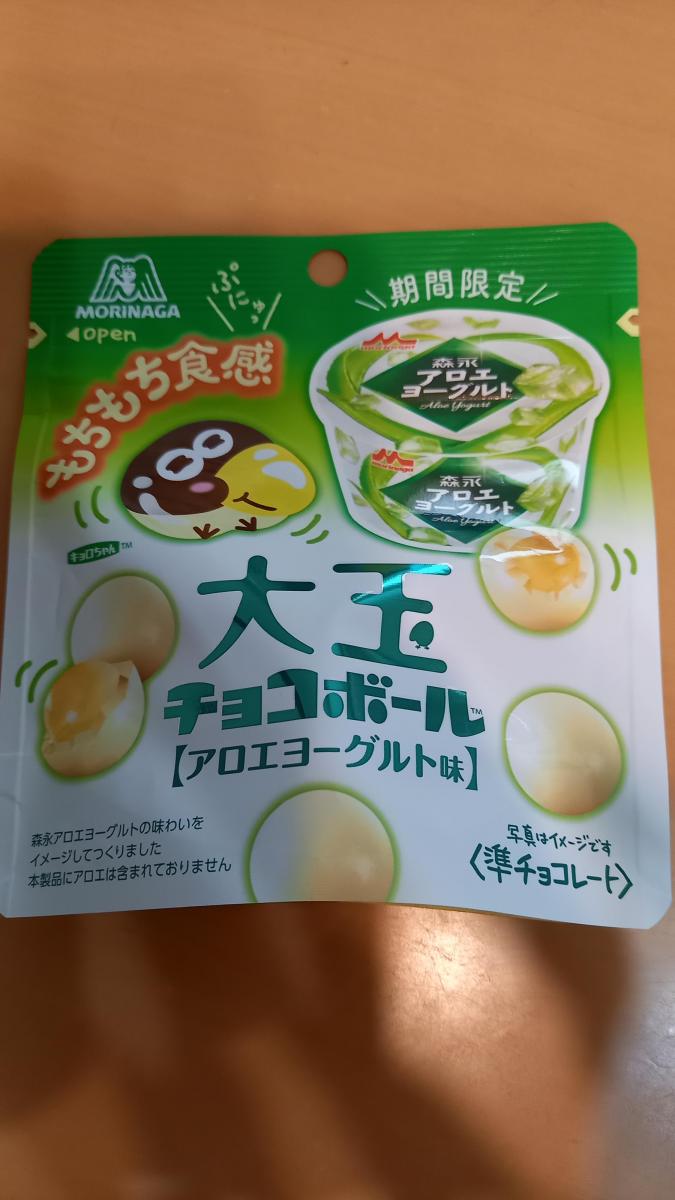 MORINAGA
◀open
ぷにゅっ
期間限定
もちもち食感
morinaga
森永
アロエ
ヨーグルト
Aloe Yogurt
morinaga
森永
アロエ
ヨーグルト
Aloe Yogurt
キョロちゃん™
大玉
チョコボール™
【アロエヨーグルト味】
森永アロエヨーグルトの味わいを
イメージしてつくりました
本製品にアロエは含まれておりません
写真はイメージです
〈準チョコレート〉